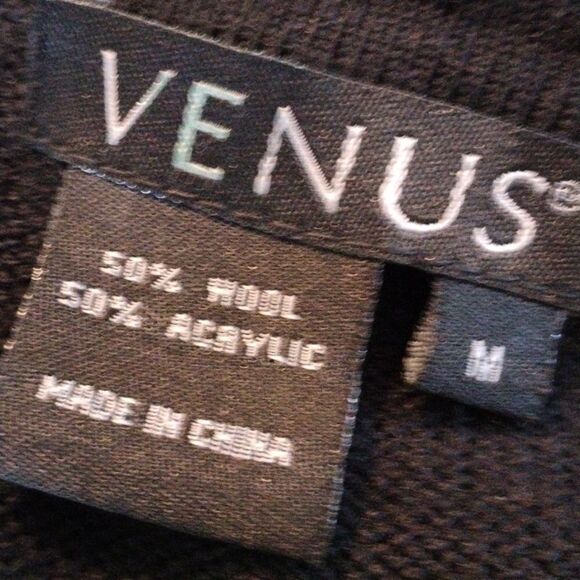 VENUS®
50% WOOL
50% ACRYLIC
MADE IN CHINA
M